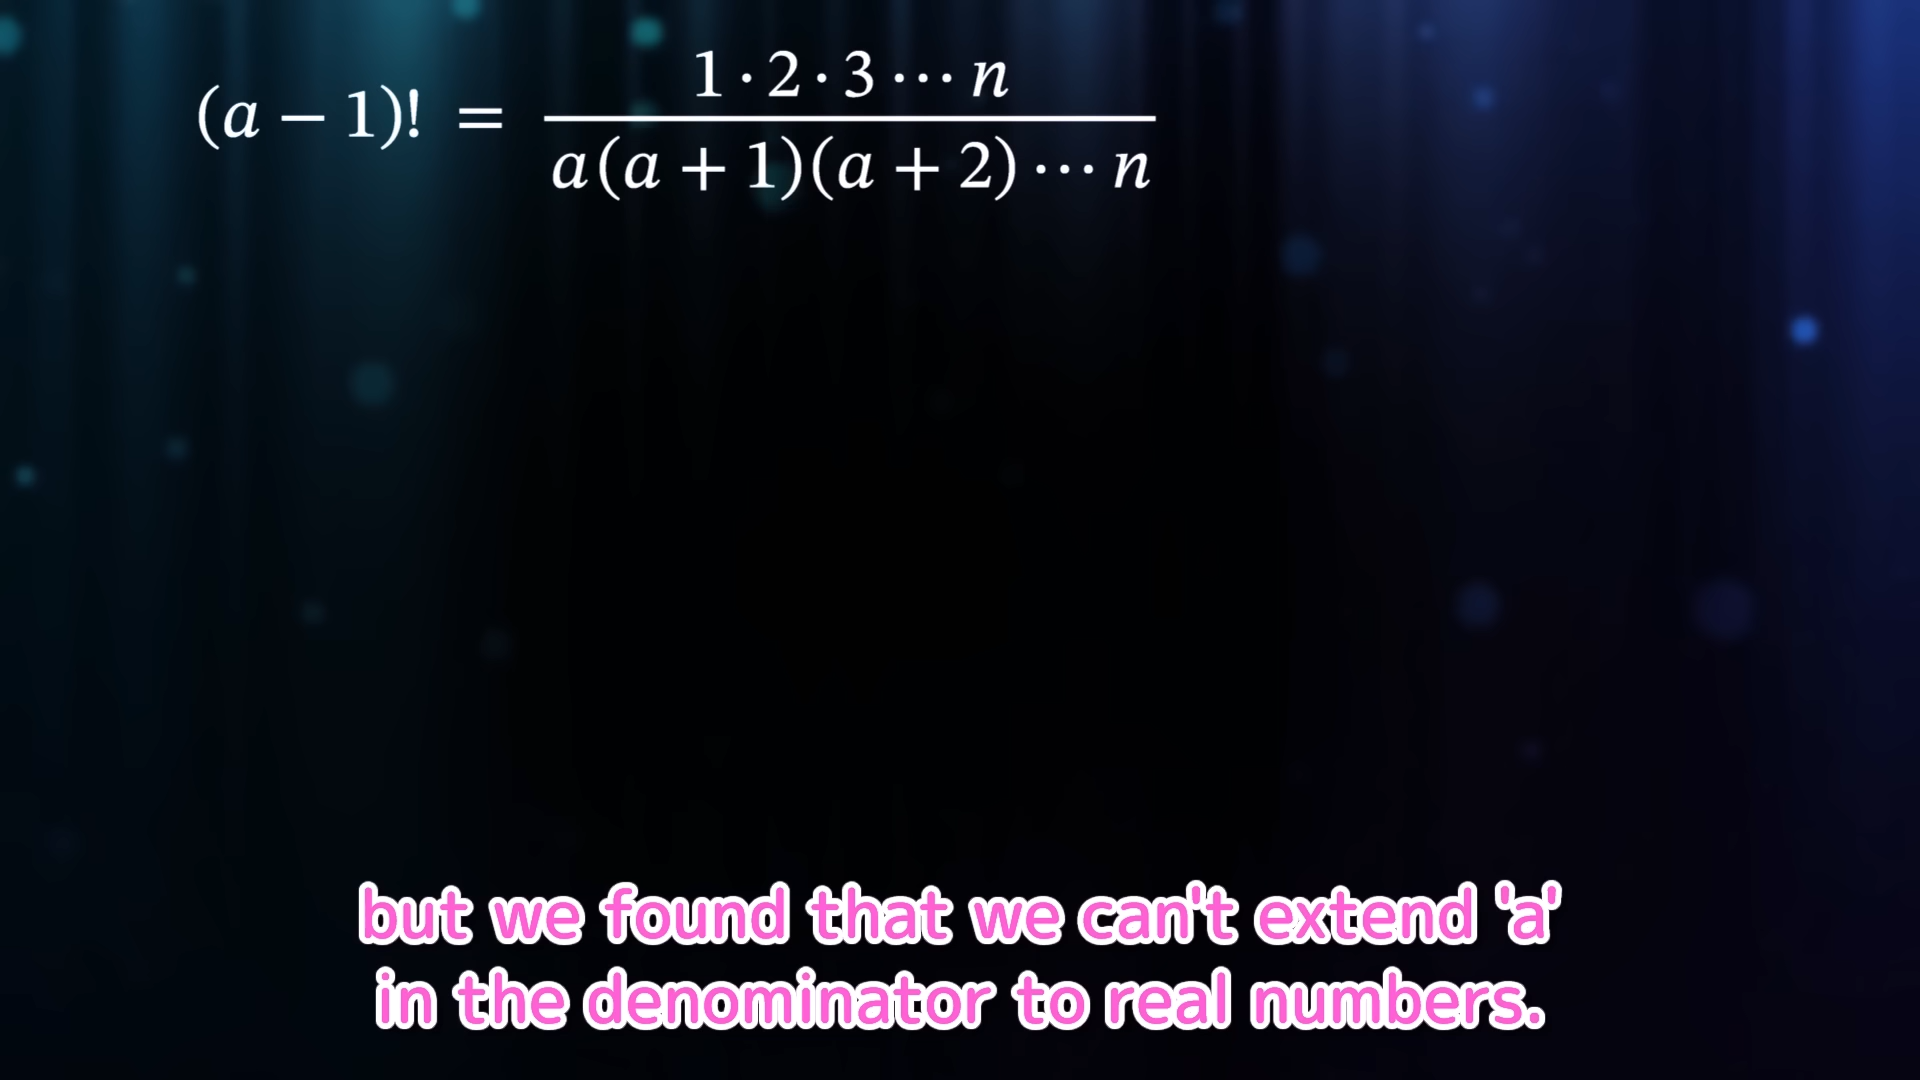 (a − 1)! = 1 · 2 · 3 ⋯ n / a(a + 1)(a + 2) ⋯ n
but we found that we can't extend 'a'
in the denominator to real numbers.